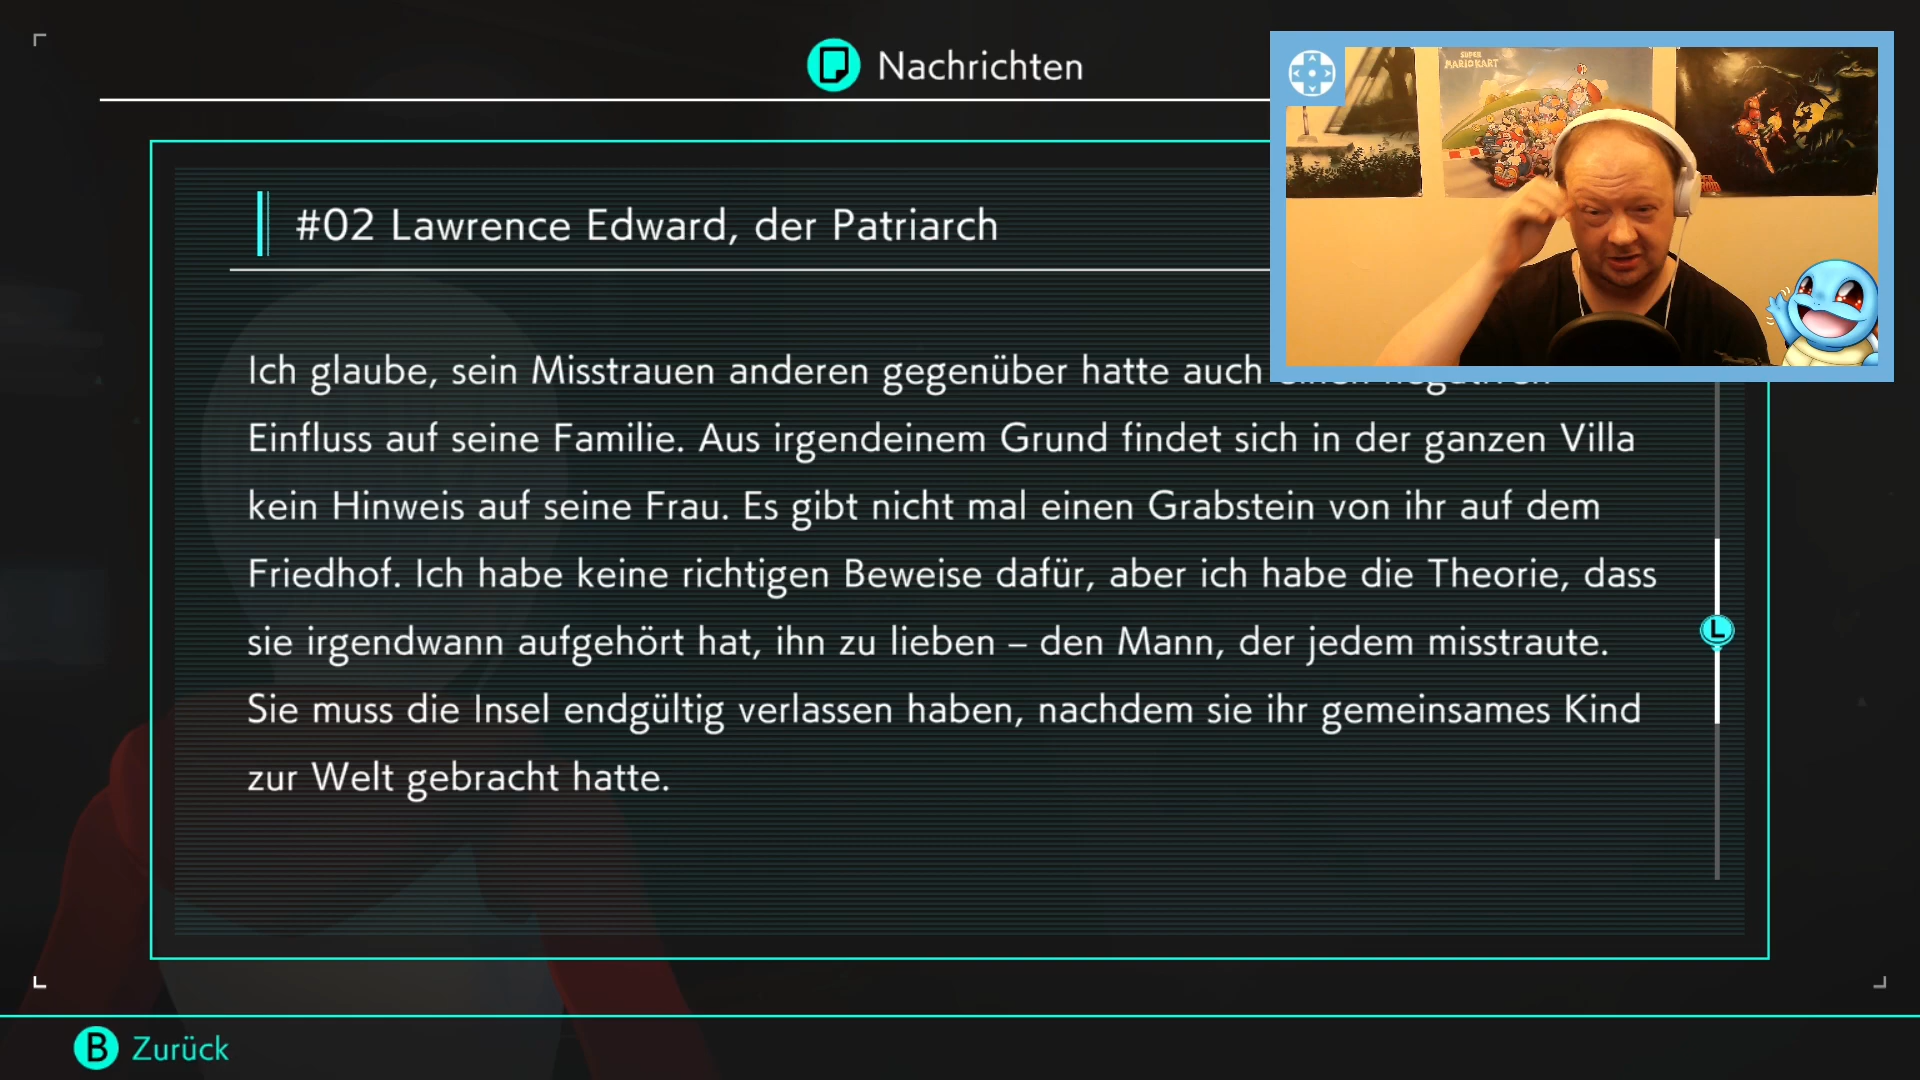 Nachrichten
SUPER
MARIO KART
#02 Lawrence Edward, der Patriarch
Ich glaube, sein Misstrauen anderen gegenüber hatte auch
Einfluss auf seine Familie. Aus irgendeinem Grund findet sich in der ganzen Villa
kein Hinweis auf seine Frau. Es gibt nicht mal einen Grabstein von ihr auf dem
Friedhof. Ich habe keine richtigen Beweise dafür, aber ich habe die Theorie, dass
sie irgendwann aufgehört hat, ihn zu lieben – den Mann, der jedem misstraute.
L
Sie muss die Insel endgültig verlassen haben, nachdem sie ihr gemeinsames Kind
zur Welt gebracht hatte.
B Zurück